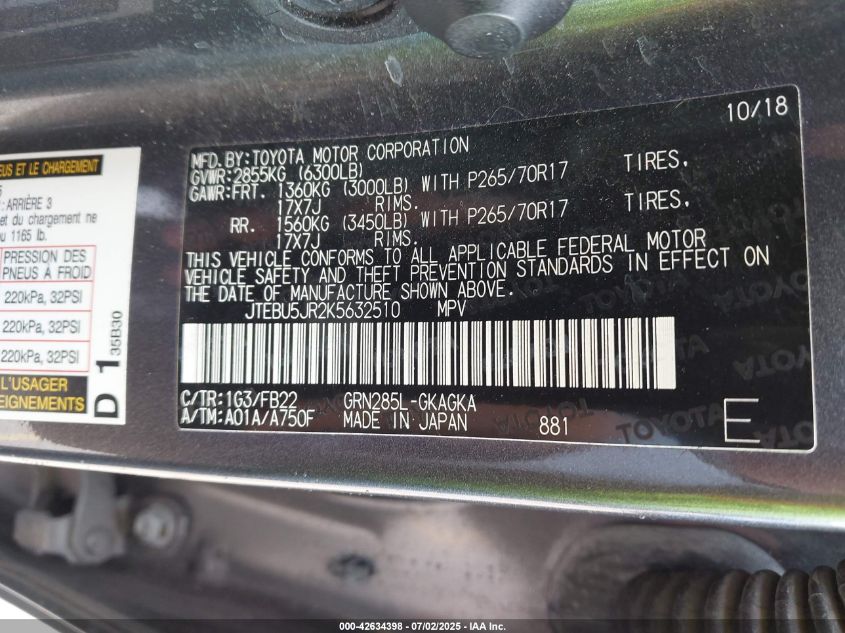 10/18
MFD. BY: TOYOTA MOTOR CORPORATION
GVWR: 2855KG (6300LB)
GAWR: FRT. 1360KG (3000LB) WITH P265/70R17 TIRES,
17X7J RIMS.
RR. 1560KG (3450LB) WITH P265/70R17 TIRES,
17X7J RIMS.
THIS VEHICLE CONFORMS TO ALL APPLICABLE FEDERAL MOTOR
VEHICLE SAFETY AND THEFT PREVENTION STANDARDS IN EFFECT ON
THE DATE OF MANUFACTURE SHOWN ABOVE.
JTEBU5JR2K5632510 MPV
C/TR: 1G3/FB22 GRN285L-GKAGKA
A/TM: A01A/A750F MADE IN JAPAN 881 E
TOYOTA TOYOTA TOYOTA
ET LE CHARGEMENT
: ARRIÈRE 3
et du chargement ne
1165 lb.
PRESSION DES
PNEUS À FROID
220kPa, 32PSI
220kPa, 32PSI
220kPa, 32PSI
L'USAGER
D1 35B30
000-42634398 - 07/02/2025 - IAA Inc.